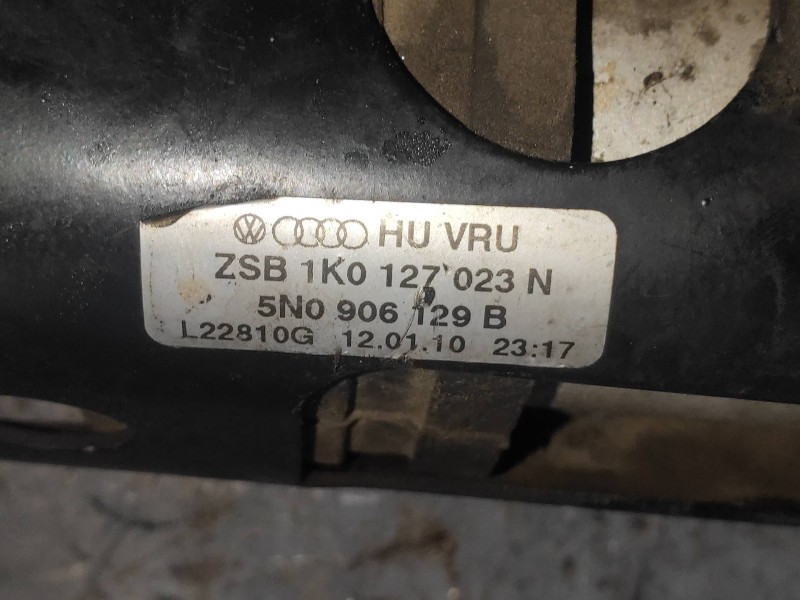 HU VRU
ZSB 1K0 127 023 N
5N0 906 129 B
L22810G 12.01.10 23:17